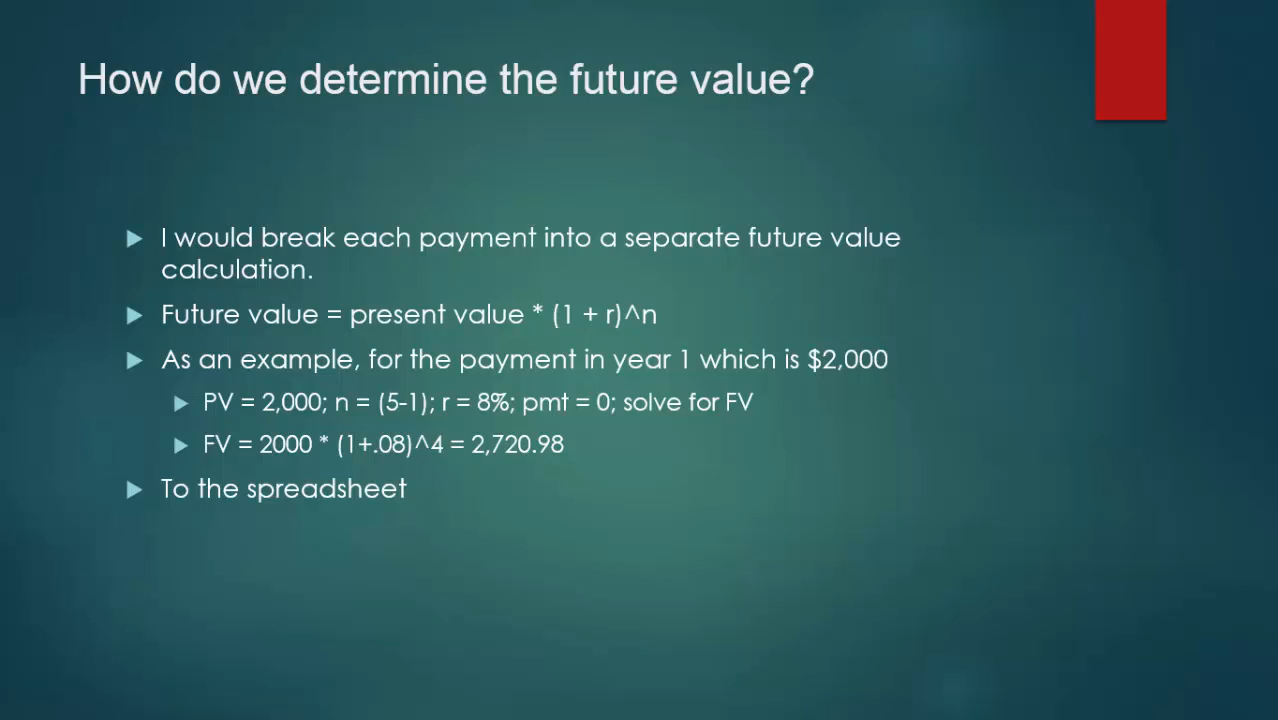 How do we determine the future value?
I would break each payment into a separate future value
calculation.
Future value = present value * (1 + r)^n
As an example, for the payment in year 1 which is $2,000
PV = 2,000; n = (5-1); r = 8%; pmt = 0; solve for FV
FV = 2000 * (1+.08)^4 = 2,720.98
To the spreadsheet